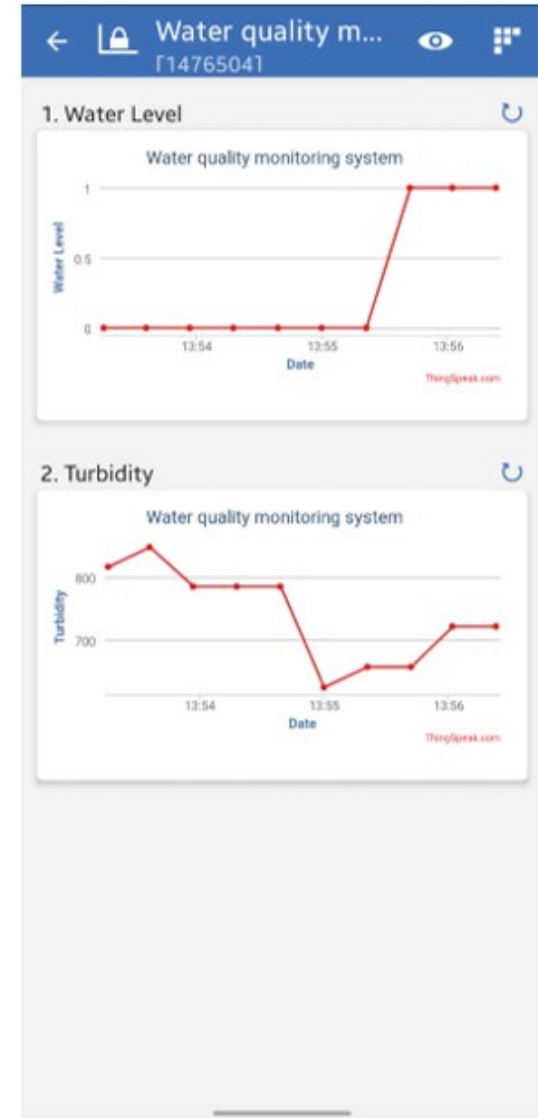 Water quality m...
[1476504]
1. Water Level
Water quality monitoring system
1
0.5
0
Water Level
13:54
13:55
13:56
Date
ThingSpeak.com
2. Turbidity
Water quality monitoring system
800
700
Turbidity
13:54
13:55
13:56
Date
ThingSpeak.com